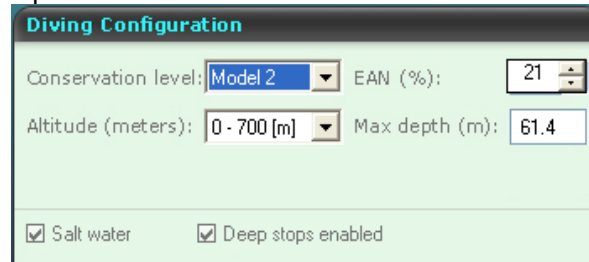 Diving Configuration
Conservation level: Model 2 EAN (%): 21
Altitude (meters): 0 - 700 [m] Max depth (m): 61.4
Salt water Deep stops enabled